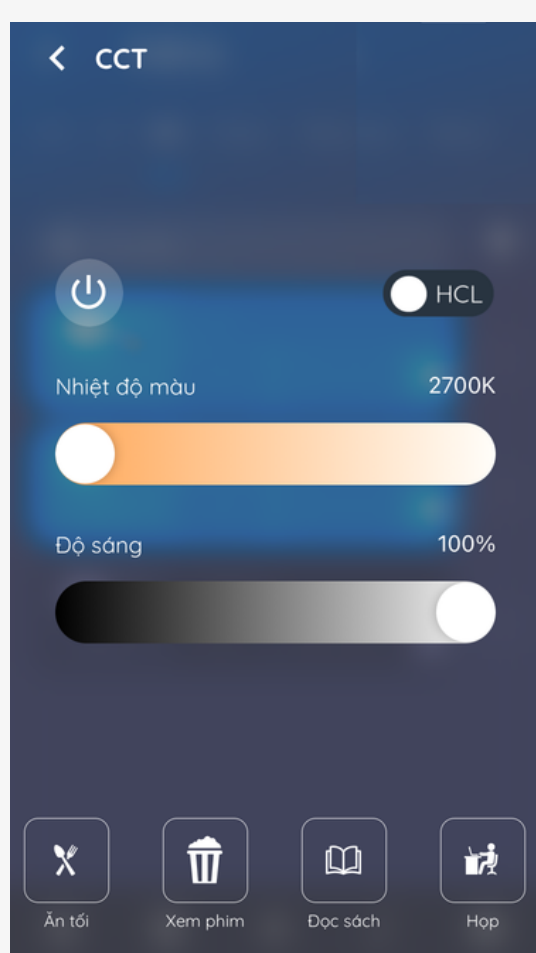 CCT
HCL
Nhiệt độ màu 2700K
Độ sáng 100%
Ăn tối Xem phim Đọc sách Họp